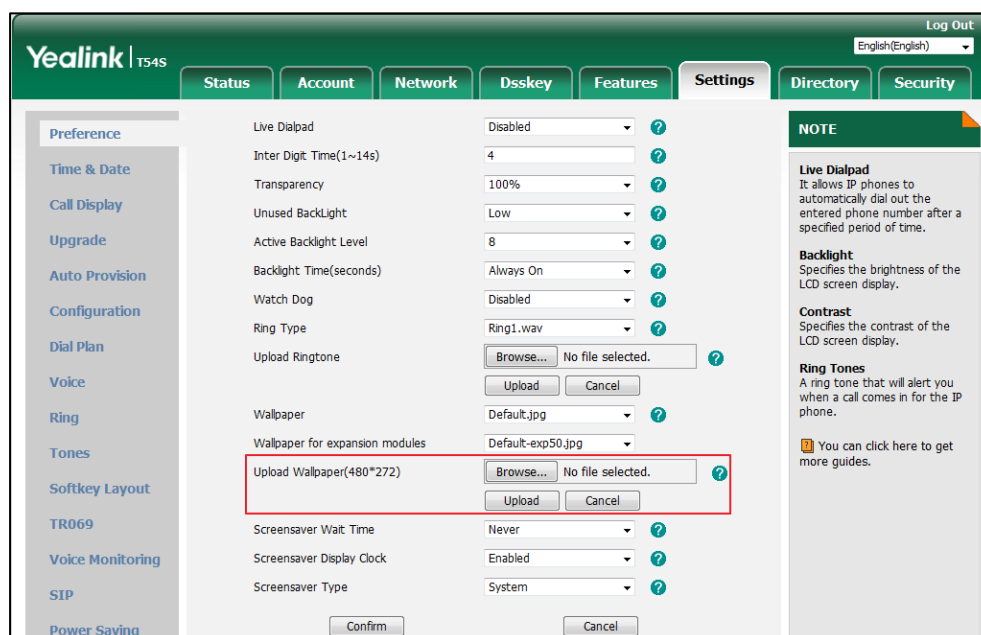 Log Out
English(English)
Yealink T54S
Status Account Network Dsskey Features Settings Directory Security
Preference
Time & Date
Call Display
Upgrade
Auto Provision
Configuration
Dial Plan
Voice
Ring
Tones
Softkey Layout
TR069
Voice Monitoring
SIP
Power Saving
Live Dialpad Disabled ?
Inter Digit Time(1~14s) 4 ?
Transparency 100% ?
Unused BackLight Low ?
Active Backlight Level 8 ?
Backlight Time(seconds) Always On ?
Watch Dog Disabled ?
Ring Type Ring1.wav ?
Upload Ringtone Browse... No file selected. ?
Upload Cancel
Wallpaper Default.jpg ?
Wallpaper for expansion modules Default-exp50.jpg
Upload Wallpaper(480*272) Browse... No file selected. ?
Upload Cancel
Screensaver Wait Time Never ?
Screensaver Display Clock Enabled ?
Screensaver Type System ?
Confirm Cancel
NOTE
Live Dialpad
It allows IP phones to
automatically dial out the
entered phone number after a
specified period of time.
Backlight
Specifies the brightness of the
LCD screen display.
Contrast
Specifies the contrast of the
LCD screen display.
Ring Tones
A ring tone that will alert you
when a call comes in for the IP
phone.
? You can click here to get
more guides.